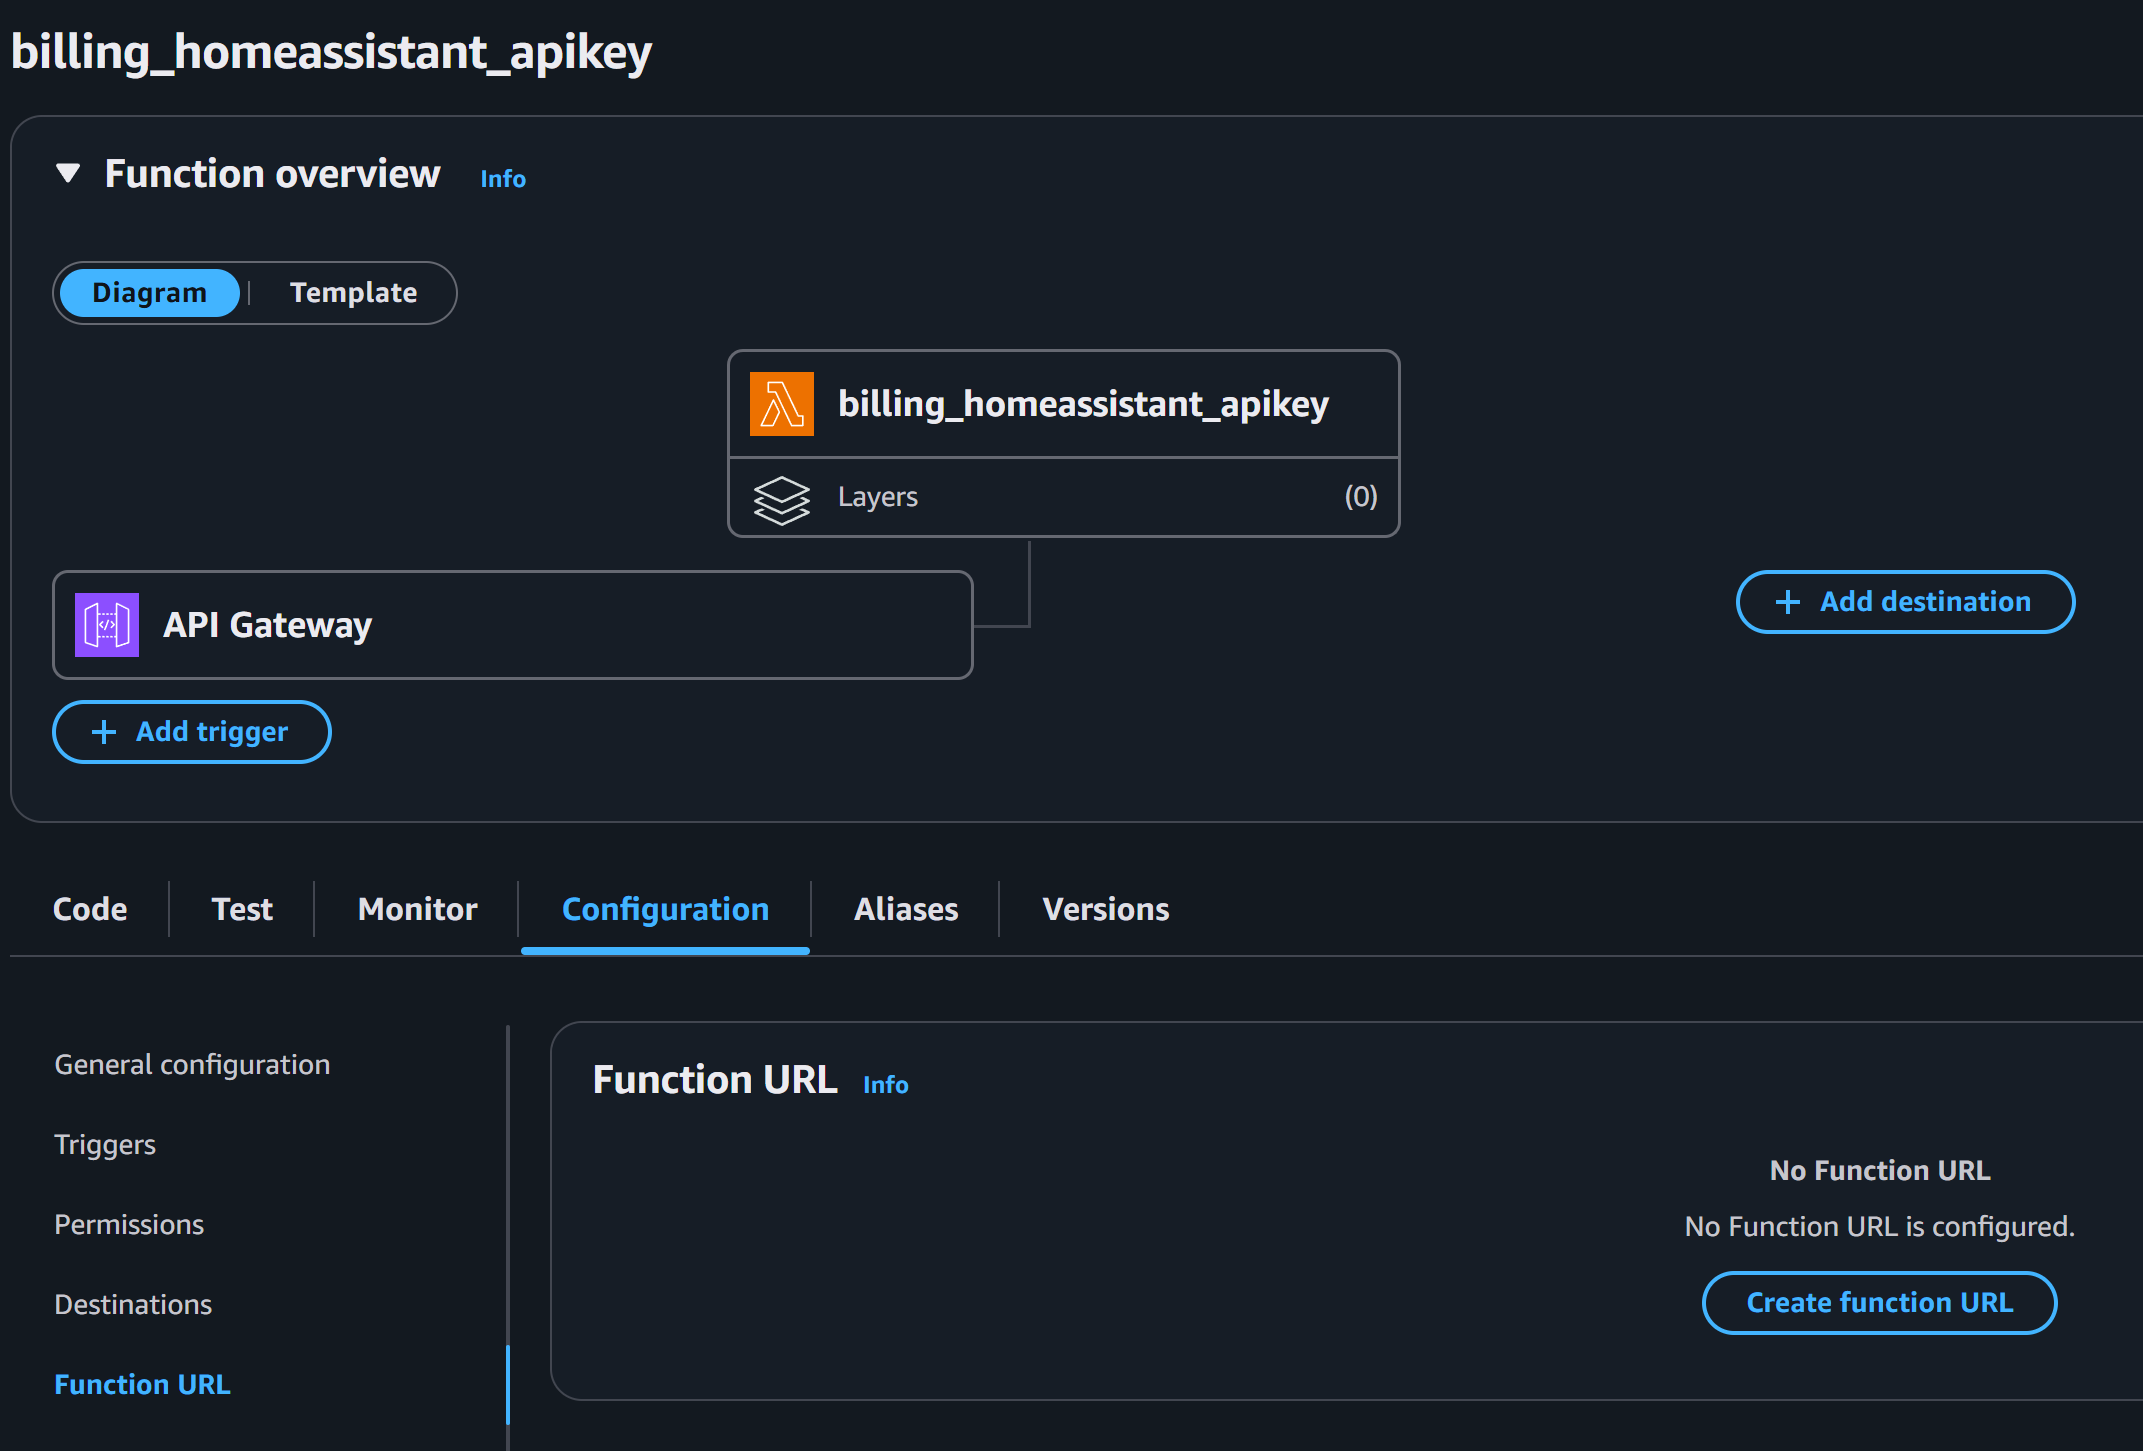 billing_homeassistant_apikey
Function overview Info
Diagram Template
billing_homeassistant_apikey
Layers (0)
API Gateway
+ Add destination
+ Add trigger
Code Test Monitor Configuration Aliases Versions
General configuration
Triggers
Permissions
Destinations
Function URL
Function URL Info
No Function URL
No Function URL is configured.
Create function URL